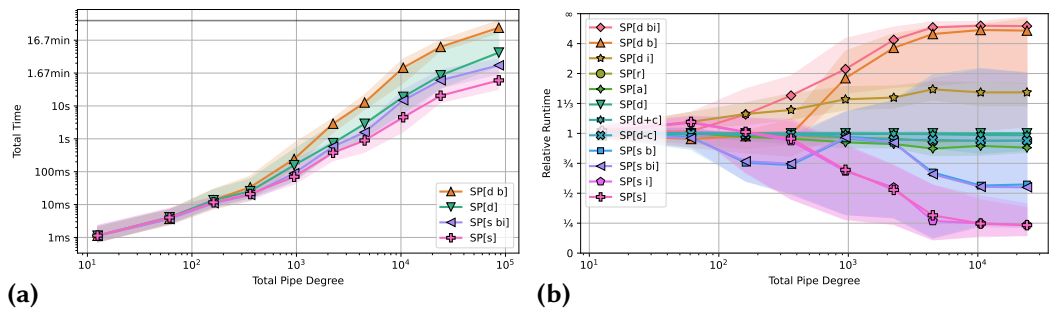 Total Time
16.7min
1.67min
10s
1s
100ms
10ms
1ms
10¹
10²
10³
10⁴
10⁵
Total Pipe Degree
SP[d b]
SP[d]
SP[s bi]
SP[s]
(a)
Relative Runtime
∞
4
2
1½
1
¾
½
¼
0
10¹
10²
10³
10⁴
Total Pipe Degree
SP[d bi]
SP[d b]
SP[d i]
SP[r]
SP[a]
SP[d]
SP[d+c]
SP[d-c]
SP[s b]
SP[s bi]
SP[s i]
SP[s]
(b)